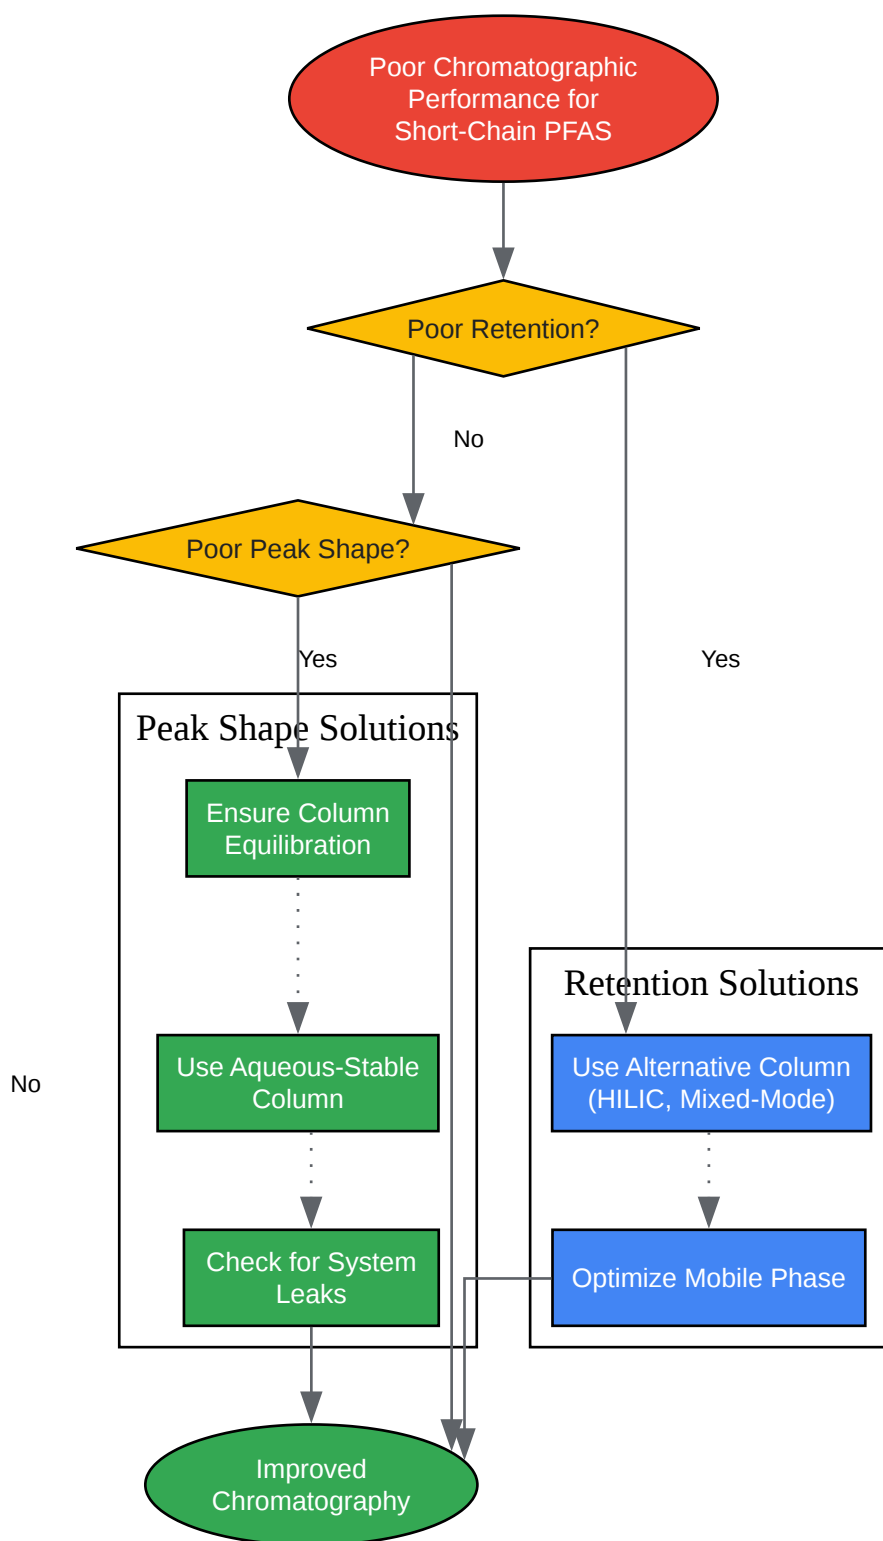 Poor Chromatographic
Performance for
Short-Chain PFAS
Poor Retention?
No
Poor Peak Shape?
Yes
Yes
Peak Shape Solutions
Ensure Column
Equilibration
Retention Solutions
Use Aqueous-Stable
Column
Use Alternative Column
(HILIC, Mixed-Mode)
No
Check for System
Leaks
Optimize Mobile Phase
Improved
Chromatography